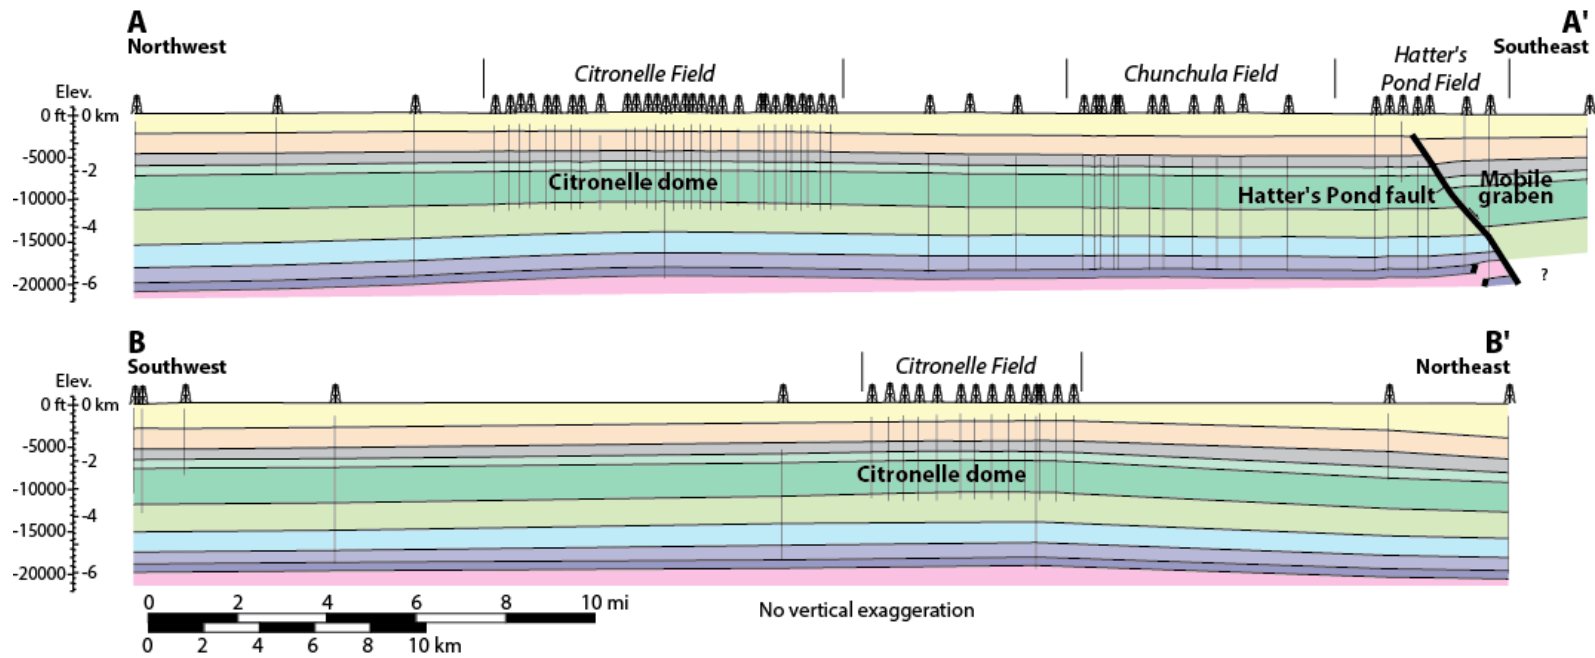 A
Northwest
A'
Southeast
Citronelle Field
Chunchula Field
Hatter's
Pond Field
Elev.
0 ft 0 km
-5000
-2
-10000
-4
-15000
-20000 -6
Citronelle dome
Hatter's Pond fault
Mobile
graben
?
B
Southwest
B'
Northeast
Citronelle Field
Elev.
0 ft 0 km
-5000
-2
-10000
-4
-15000
-20000 -6
Citronelle dome
0 2 4 6 8 10 mi
0 2 4 6 8 10 km
No vertical exaggeration